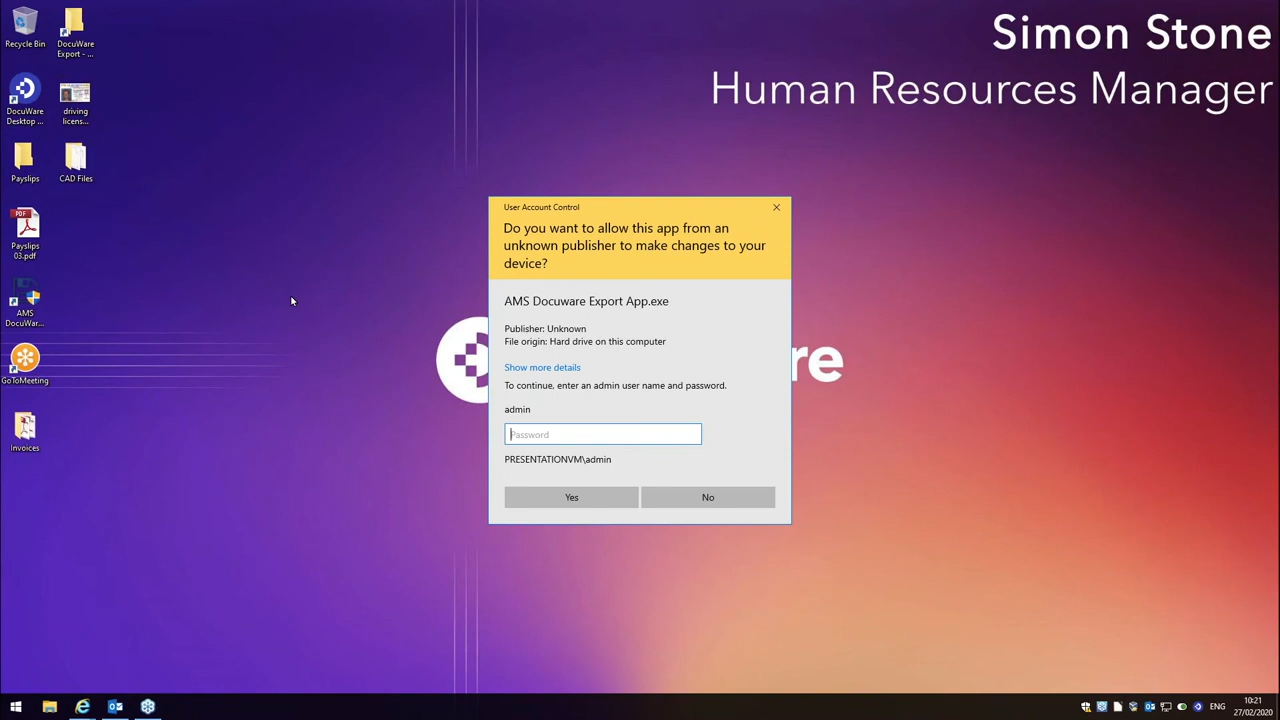 Simon Stone
Human Resources Manager
Recycle Bin
DocuWare
Export - ...
DocuWare
Desktop ...
driving
licens...
Payslips
CAD Files
PDF
Payslips
03.pdf
AMS
DocuWar...
GoToMeeting
Invoices
User Account Control
Do you want to allow this app from an
unknown publisher to make changes to your
device?
AMS Docuware Export App.exe
Publisher: Unknown
File origin: Hard drive on this computer
Show more details
To continue, enter an admin user name and password.
admin
Password
PRESENTATIONVM\admin
Yes
No
re
ENG
10:21
27/02/2020